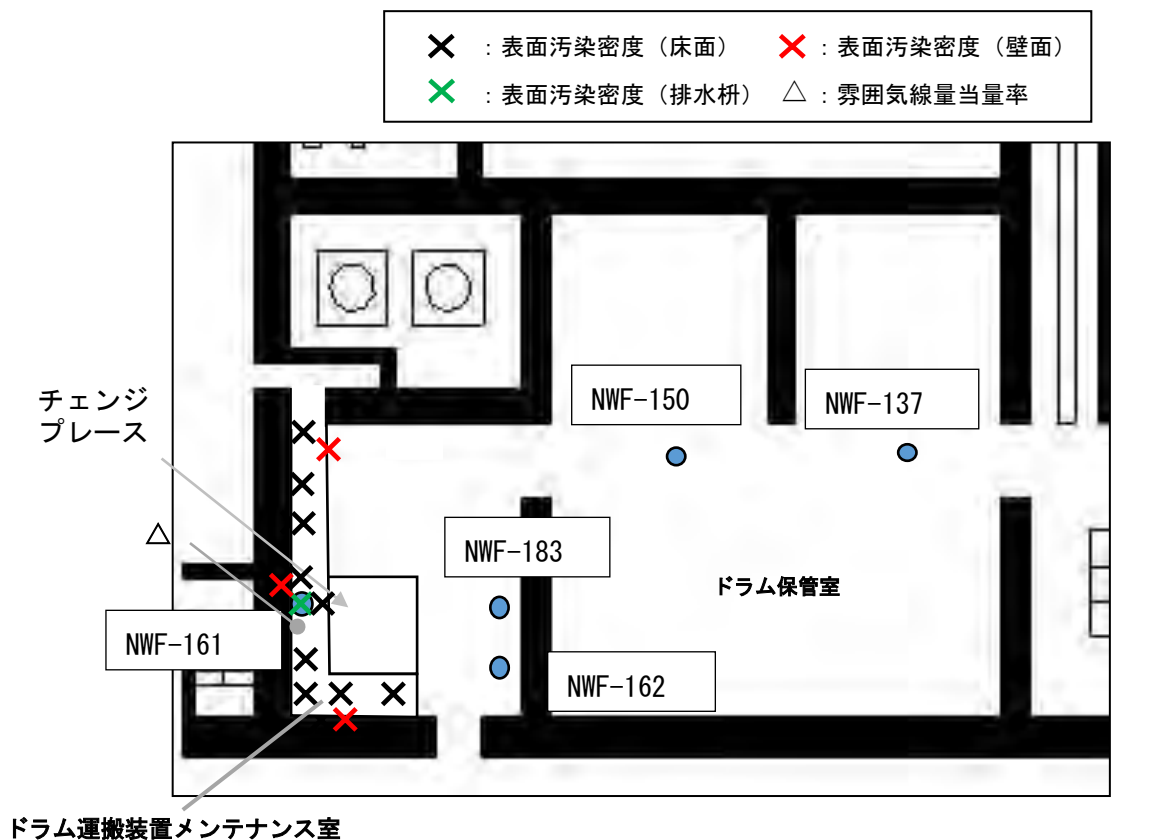 ×：表面汚染密度（床面） ×：表面汚染密度（壁面）
×：表面汚染密度（排水枡） △：雰囲気線量当量率
チェンジ
プレース
NWF-150
NWF-137
△
NWF-183
ドラム保管室
NWF-161
NWF-162
ドラム運搬装置メンテナンス室